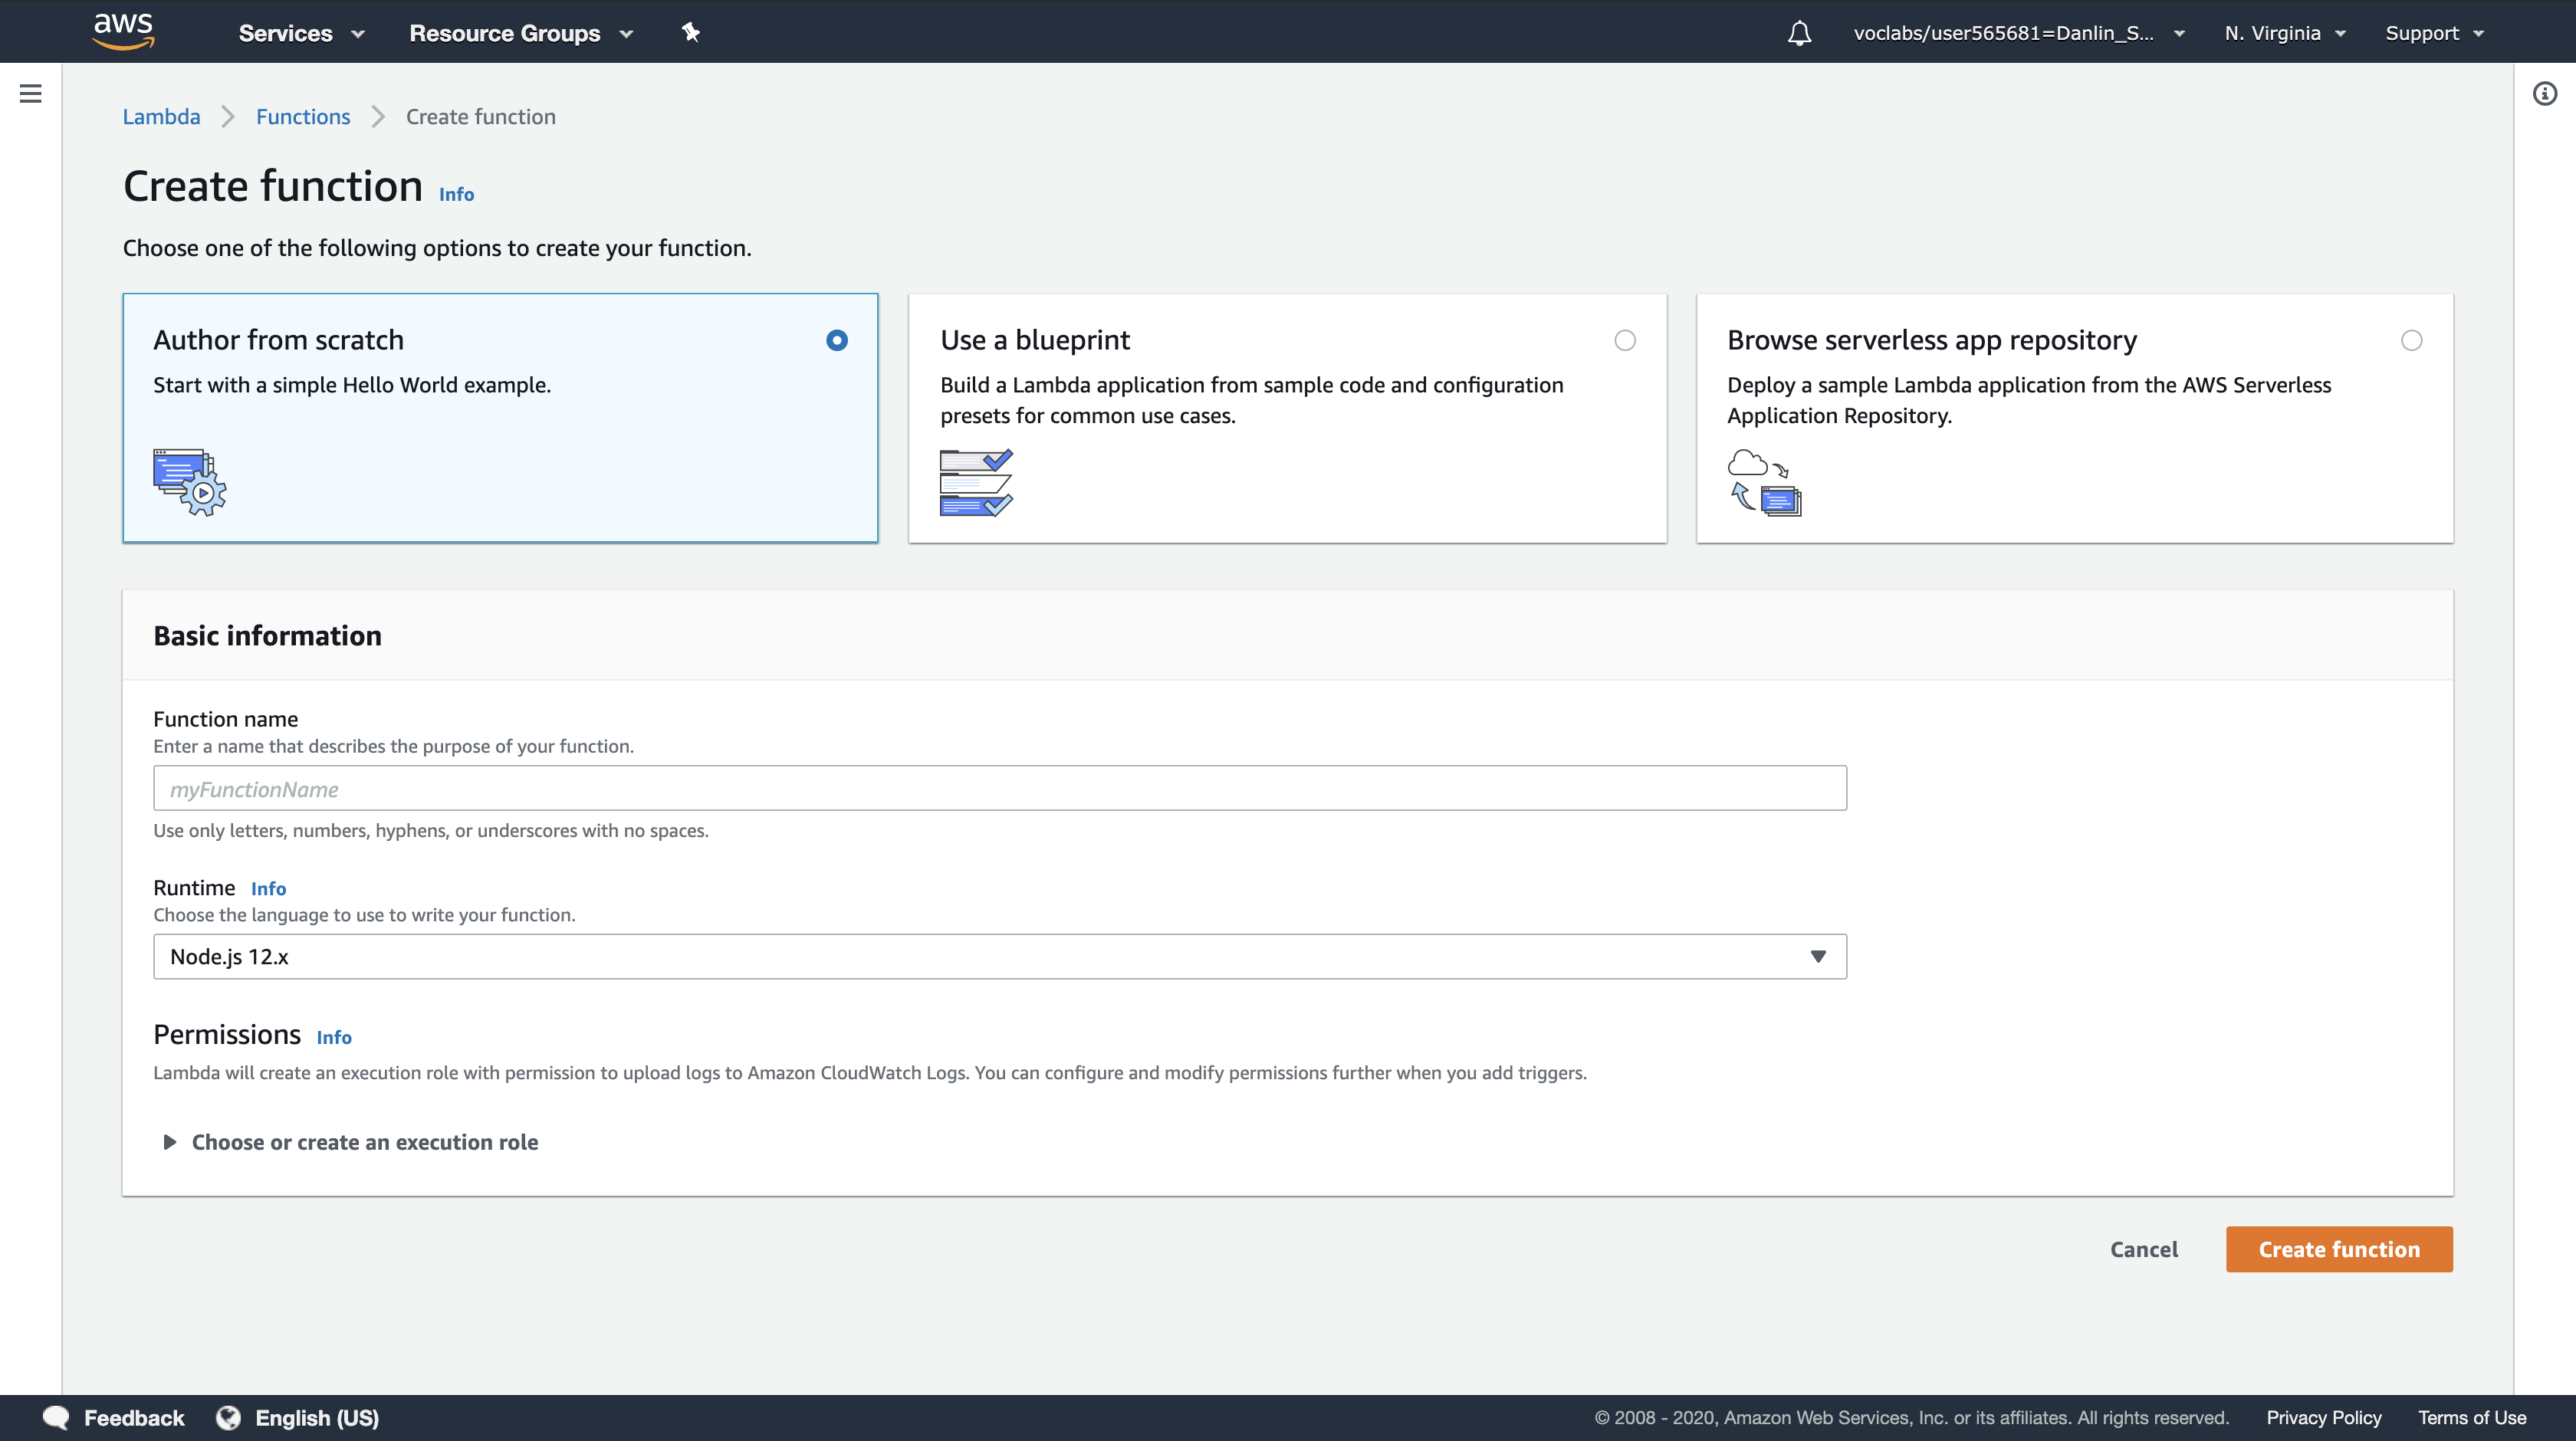 aws Services Resource Groups voclabs/user565681=Danlin_S... N. Virginia Support
Lambda Functions Create function
Create function Info
Choose one of the following options to create your function.
Author from scratch
Start with a simple Hello World example.
Use a blueprint
Build a Lambda application from sample code and configuration
presets for common use cases.
Browse serverless app repository
Deploy a sample Lambda application from the AWS Serverless
Application Repository.
Basic information
Function name
Enter a name that describes the purpose of your function.
myFunctionName
Use only letters, numbers, hyphens, or underscores with no spaces.
Runtime Info
Choose the language to use to write your function.
Node.js 12.x
Permissions Info
Lambda will create an execution role with permission to upload logs to Amazon CloudWatch Logs. You can configure and modify permissions further when you add triggers.
Choose or create an execution role
Cancel Create function
Feedback English (US) © 2008 - 2020, Amazon Web Services, Inc. or its affiliates. All rights reserved. Privacy Policy Terms of Use